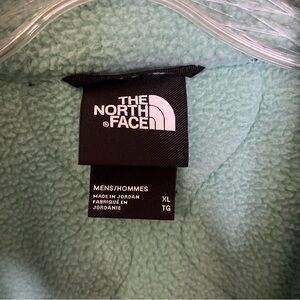 THE
NORTH
®FACE
MENS/HOMMES
MADE IN JORDAN
FABRIQUÉ EN
JORDANIE
XL
TG